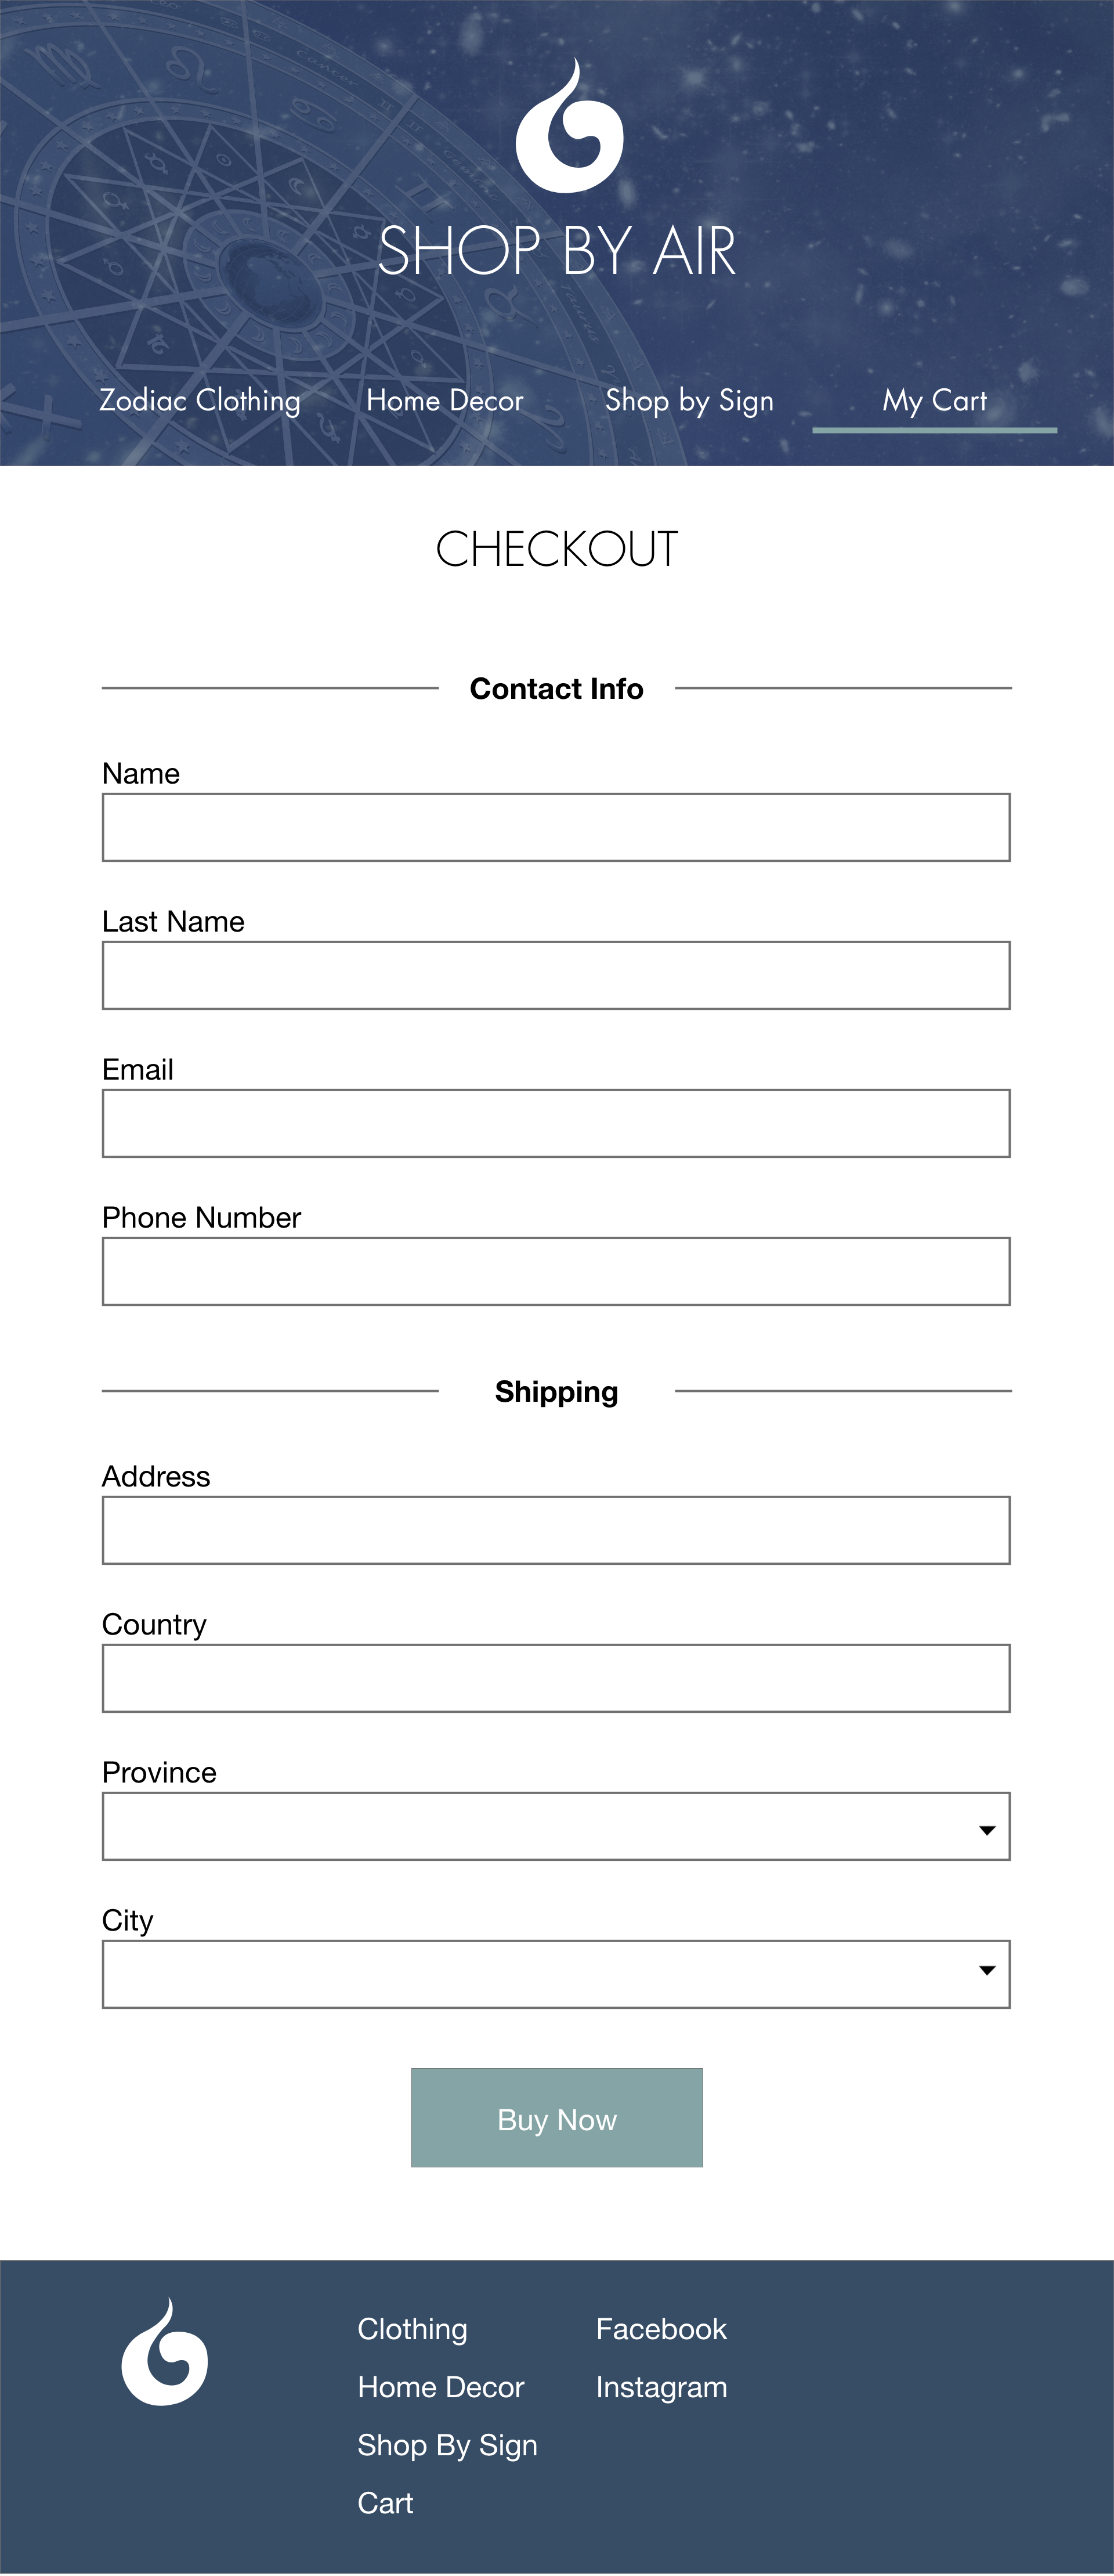 SHOP BY AIR
Zodiac Clothing Home Decor Shop by Sign My Cart
CHECKOUT
Contact Info
Name
Last Name
Email
Phone Number
Shipping
Address
Country
Province
City
Buy Now
Clothing Facebook
Home Decor Instagram
Shop By Sign
Cart